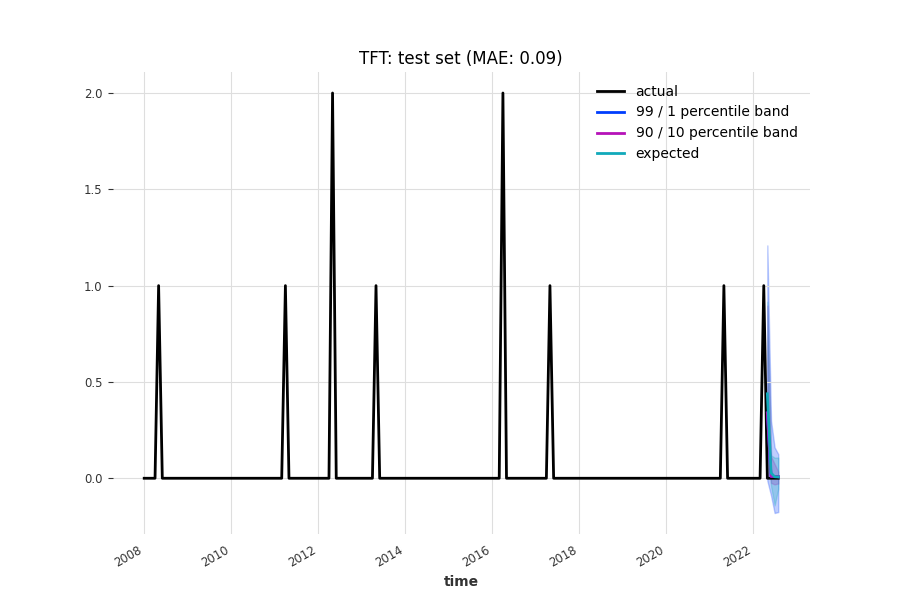 TFT: test set (MAE: 0.09)
actual
99 / 1 percentile band
90 / 10 percentile band
expected
2.0
1.5
1.0
0.5
0.0
2008
2010
2012
2014
2016
2018
2020
2022
time